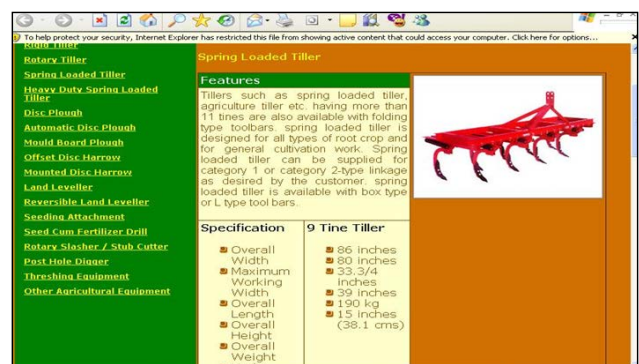 To help protect your security, Internet Explorer has restricted this file from showing active content that could access your computer. Click here for options...
Rigid Tiller
Rotary Tiller
Spring Loaded Tiller
Heavy Duty Spring Loaded
Tiller
Disc Plough
Automatic Disc Plough
Mould Board Plough
Offset Disc Harrow
Mounted Disc Harrow
Land Leveller
Reversible Land Leveller
Seeding Attachment
Seed Cum Fertilizer Drill
Rotary Slasher / Stub Cutter
Post Hole Digger
Threshing Equipment
Other Agricultural Equipment
Spring Loaded Tiller
Features
Tillers such as spring loaded tiller,
agriculture tiller etc. having more than
11 tines are also available with folding
type toolbars. spring loaded tiller is
designed for all types of root crop and
for general cultivation work. Spring
loaded tiller can be supplied for
category 1 or category 2-type linkage
as desired by the customer. spring
loaded tiller is available with box type
or L type tool bars.
Specification
Overall
Width
Maximum
Working
Width
Overall
Length
Overall
Height
Overall
Weight
9 Tine Tiller
86 inches
80 inches
33.3/4
inches
39 inches
190 kg
15 inches
(38.1 cms)